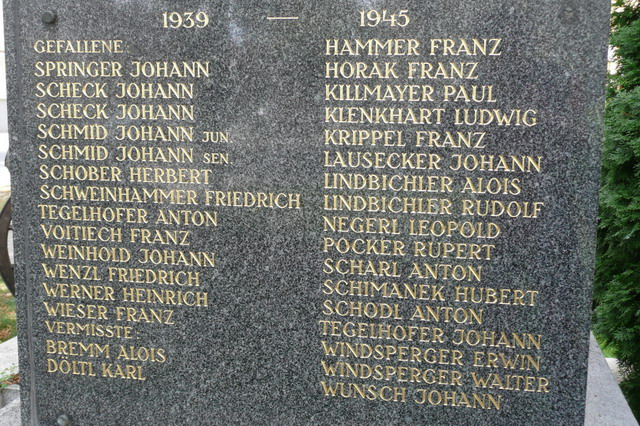 1939 — 1945
GEFALLENE:
SPRINGER JOHANN
SCHECK JOHANN
SCHECK JOHANN
SCHMID JOHANN JUN.
SCHMID JOHANN SEN.
SCHOBER HERBERT
SCHWEINHAMMER FRIEDRICH
TEGELHOFER ANTON
VOITIECH FRANZ
WEINHOLD JOHANN
WENZL FRIEDRICH
WERNER HEINRICH
WIESER FRANZ
VERMISSTE:
BREMM ALOIS
DÖLTL KARL
HAMMER FRANZ
HORAK FRANZ
KILLMAYER PAUL
KLENKHART LUDWIG
KRIPPEL FRANZ
LAUSECKER JOHANN
LINDBICHLER ALOIS
LINDBICHLER RUDOLF
NEGERL LEOPOLD
POCKER RUPERT
SCHARL ANTON
SCHIMANEK HUBERT
SCHODL ANTON
TEGELHOFER JOHANN
WINDSPERGER ERWIN
WINDSPERGER WALTER
WUNSCH JOHANN